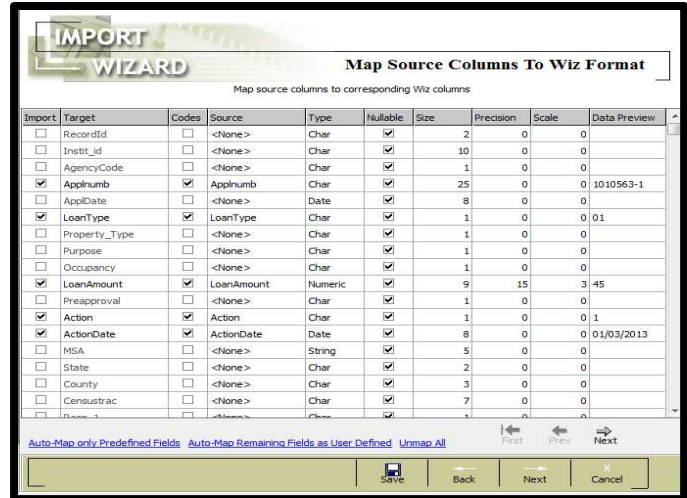 IMPORT
WIZARD
Map Source Columns To Wiz Format
Map source columns to corresponding Wiz columns
Import Target Codes Source Type Nullable Size Precision Scale Data Preview
RecordId <None> Char 2 0 0
Instit_id <None> Char 10 0 0
AgencyCode <None> Char 1 0 0
Applnumb Applnumb Char 25 0 0 1010563-1
ApplDate <None> Date 8 0 0
LoanType LoanType Char 1 0 0 01
Property_Type <None> Char 1 0 0
Purpose <None> Char 1 0 0
Occupancy <None> Char 1 0 0
LoanAmount LoanAmount Numeric 9 15 3 45
Preapproval <None> Char 1 0 0
Action Action Char 1 0 0 1
ActionDate ActionDate Date 8 0 0 01/03/2013
MSA <None> String 5 0 0
State <None> Char 2 0 0
County <None> Char 3 0 0
Censustrac <None> Char 7 0 0
Auto-Map only Predefined Fields Auto-Map Remaining Fields as User Defined Unmap All First Prev Next
Save Back Next Cancel